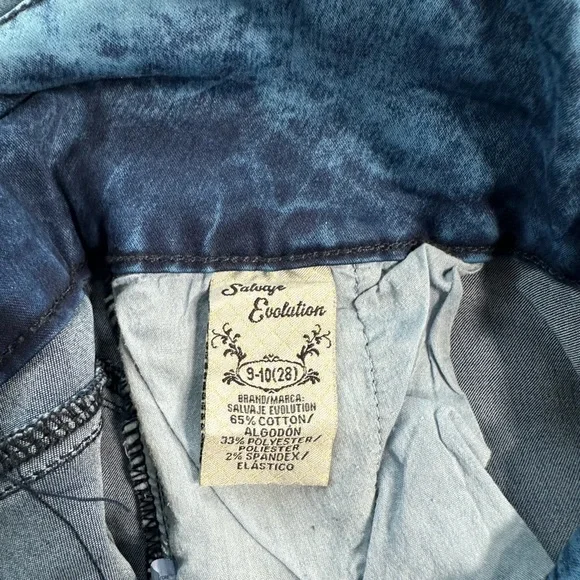 Salvaje
Evolution
9-10(28)
BRAND/MARCA:
SALVAJE EVOLUTION
65% COTTON/
ALGODÓN
33% POLYESTER/
POLIESTER
2% SPANDEX/
ELÁSTICO